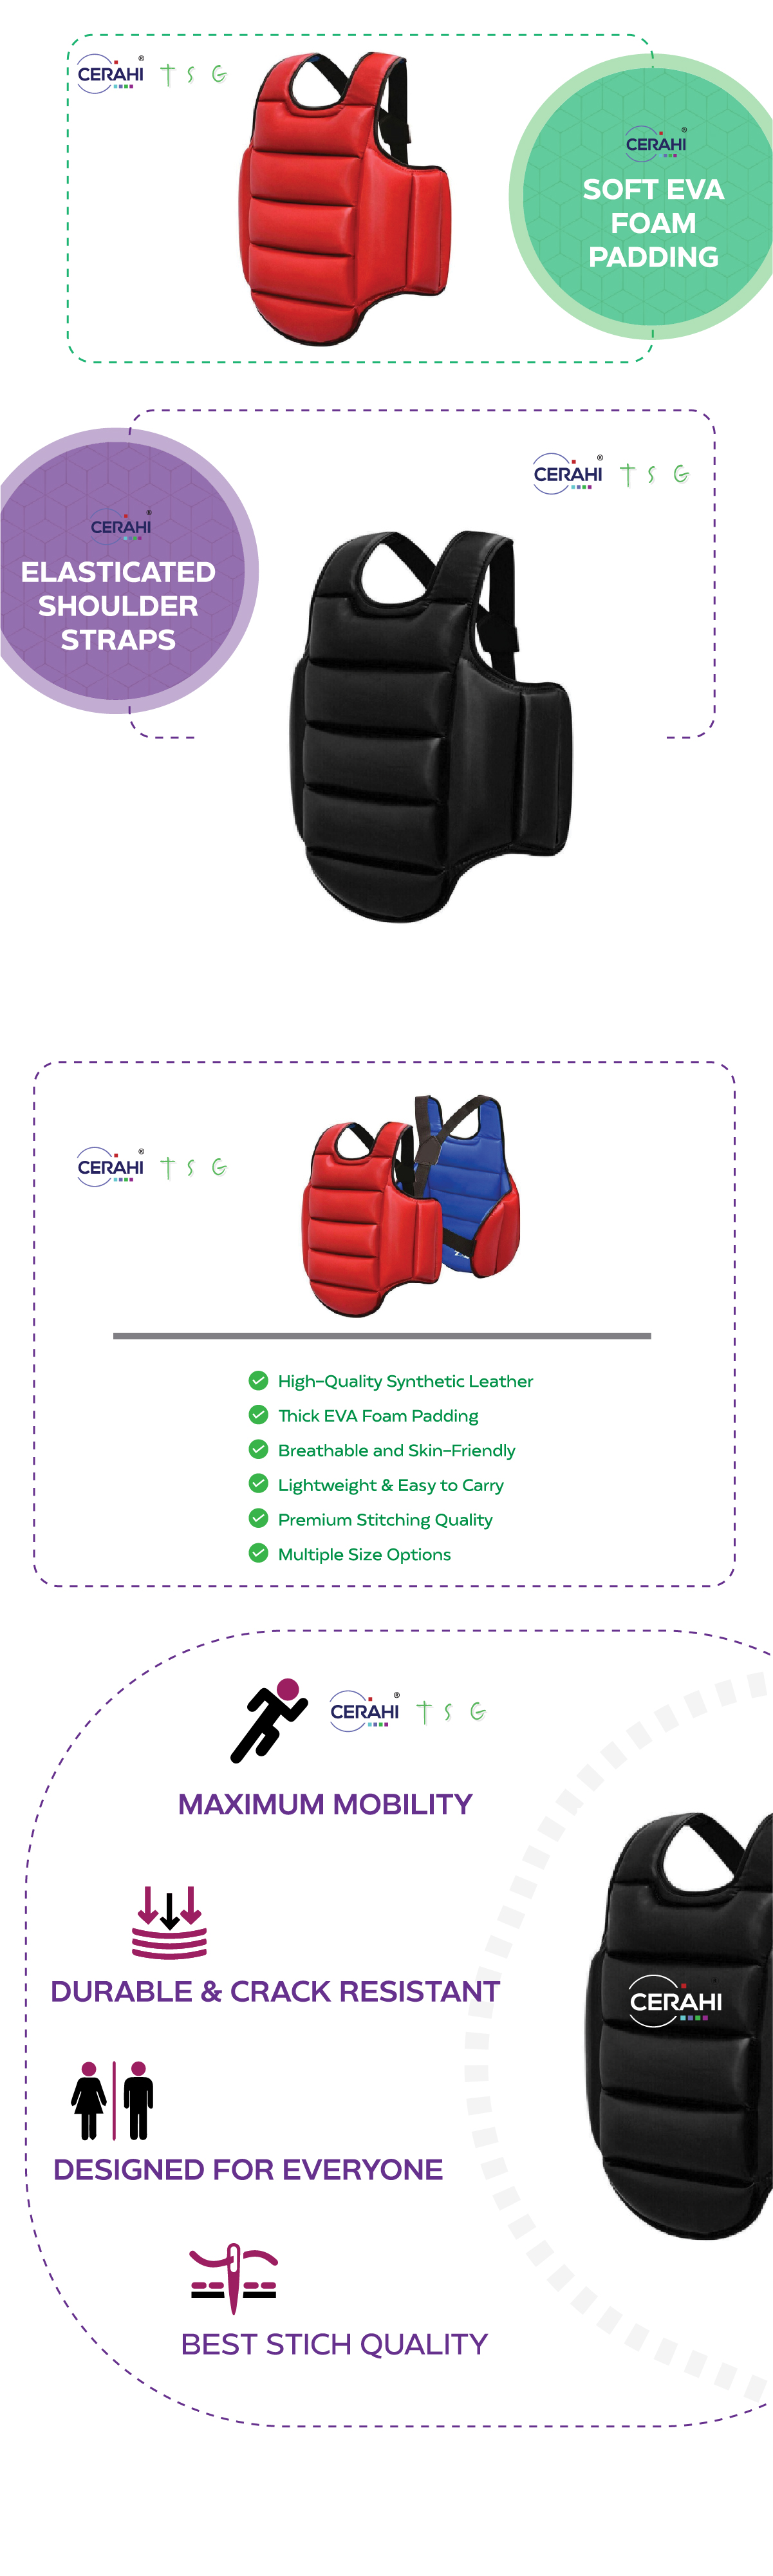 CERAHI ® T S G
CERAHI ®
SOFT EVA
FOAM
PADDING
CERAHI ® T S G
CERAHI ®
ELASTICATED
SHOULDER
STRAPS
CERAHI ® T S G
High-Quality Synthetic Leather
Thick EVA Foam Padding
Breathable and Skin-Friendly
Lightweight & Easy to Carry
Premium Stitching Quality
Multiple Size Options
CERAHI ® T S G
MAXIMUM MOBILITY
DURABLE & CRACK RESISTANT
CERAHI
DESIGNED FOR EVERYONE
BEST STICH QUALITY